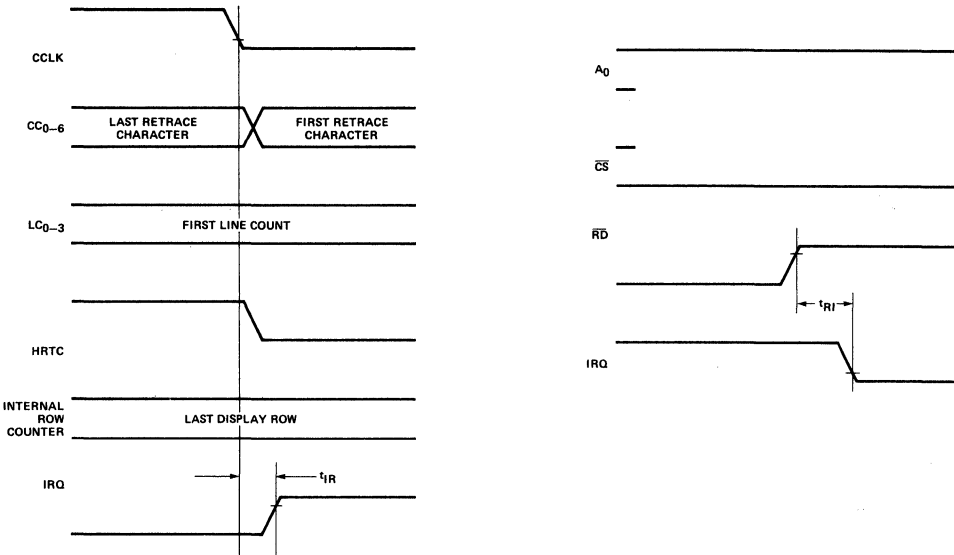 CCLK
CC0–6
LAST RETRACE
CHARACTER
FIRST RETRACE
CHARACTER
LC0–3
FIRST LINE COUNT
HRTC
INTERNAL
ROW
COUNTER
LAST DISPLAY ROW
IRQ
tIR
A0
CS
RD
tRI
IRQ